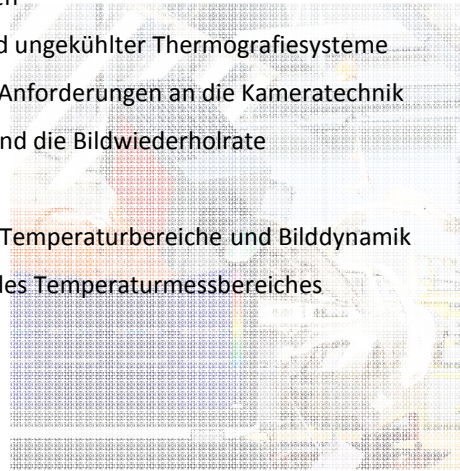 d ungekühlter Thermografiesysteme
Anforderungen an die Kameratechnik
nd die Bildwiederholrate
Temperaturbereiche und Bilddynamik
des Temperaturmessbereiches